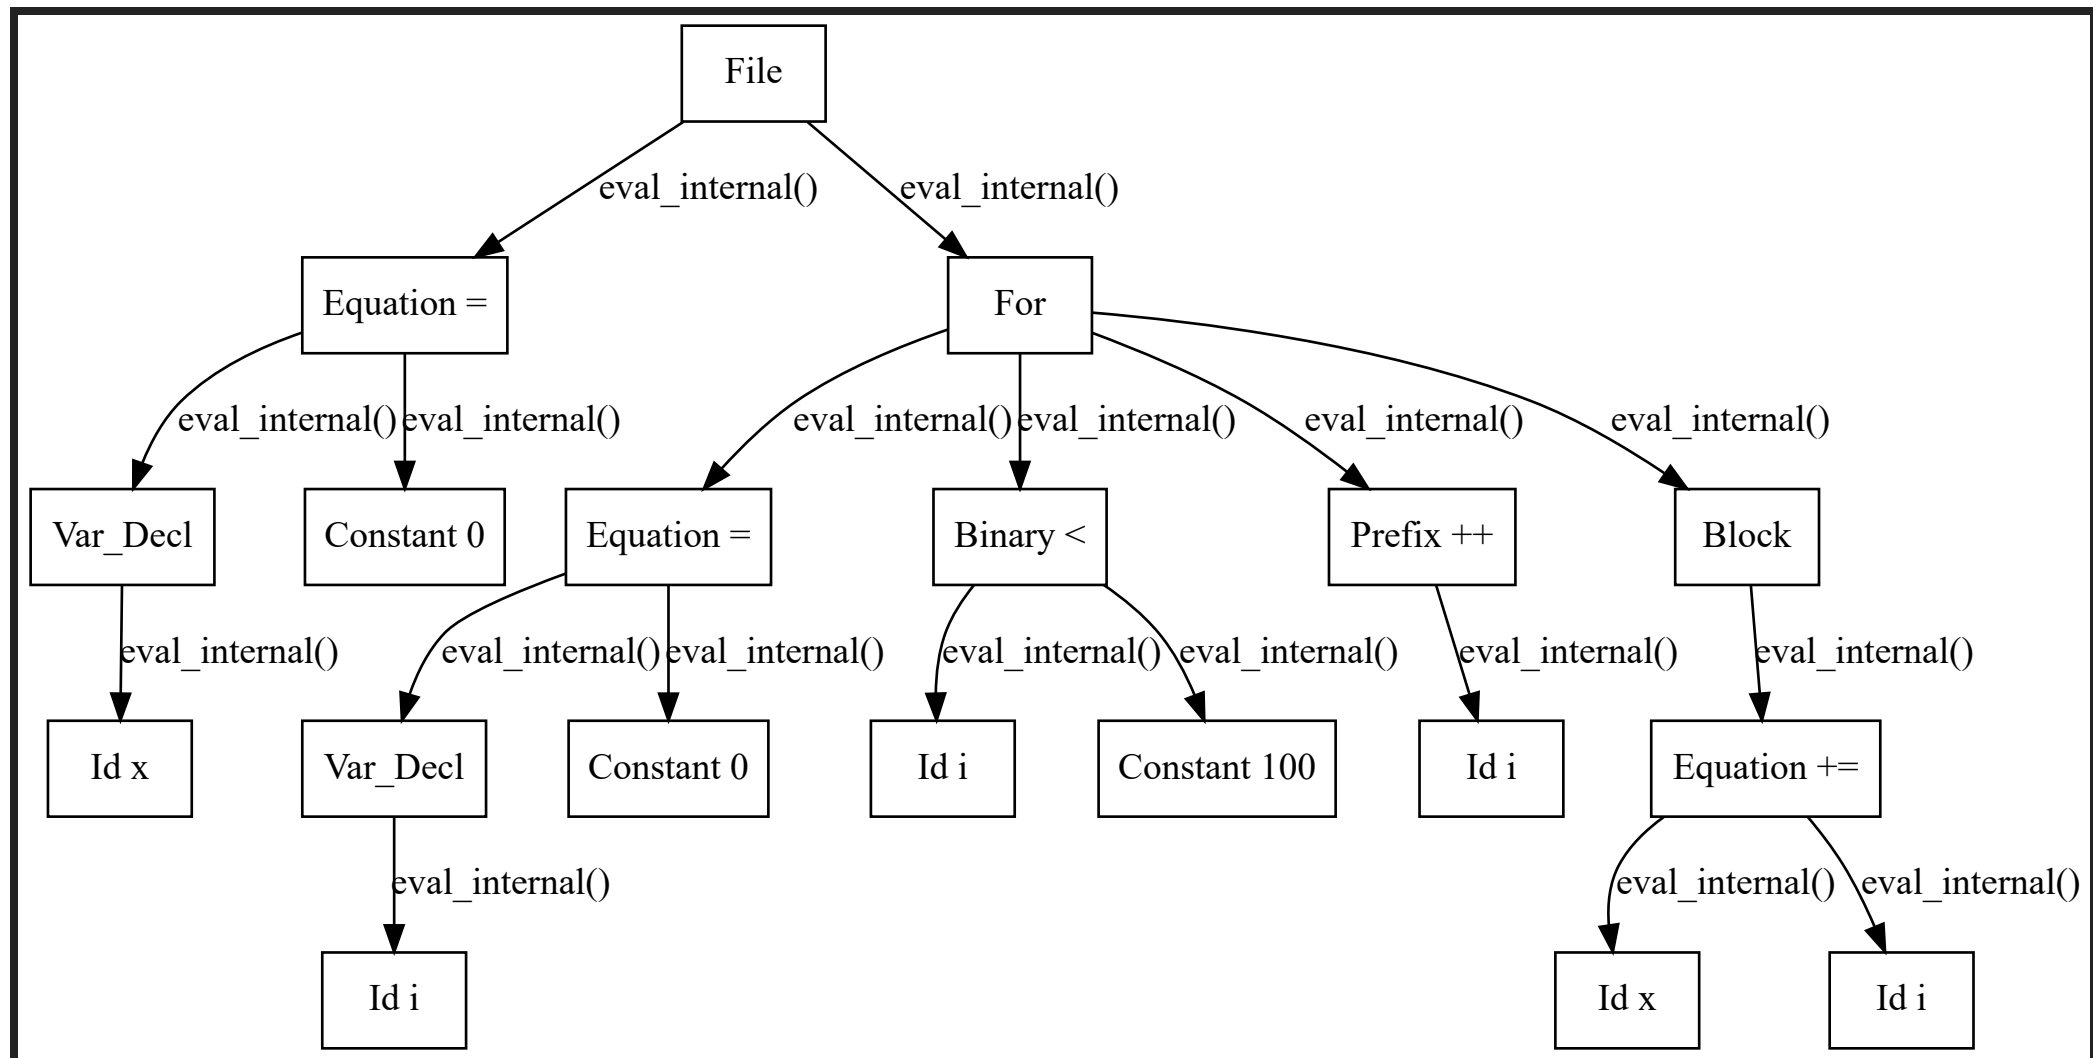 File
eval_internal() eval_internal()
Equation = For
eval_internal() eval_internal() eval_internal() eval_internal() eval_internal() eval_internal()
Var_Decl Constant 0 Equation = Binary < Prefix ++ Block
eval_internal() eval_internal() eval_internal() eval_internal() eval_internal() eval_internal() eval_internal()
Id x Var_Decl Constant 0 Id i Constant 100 Id i Equation +=
eval_internal() eval_internal() eval_internal()
Id i Id x Id i